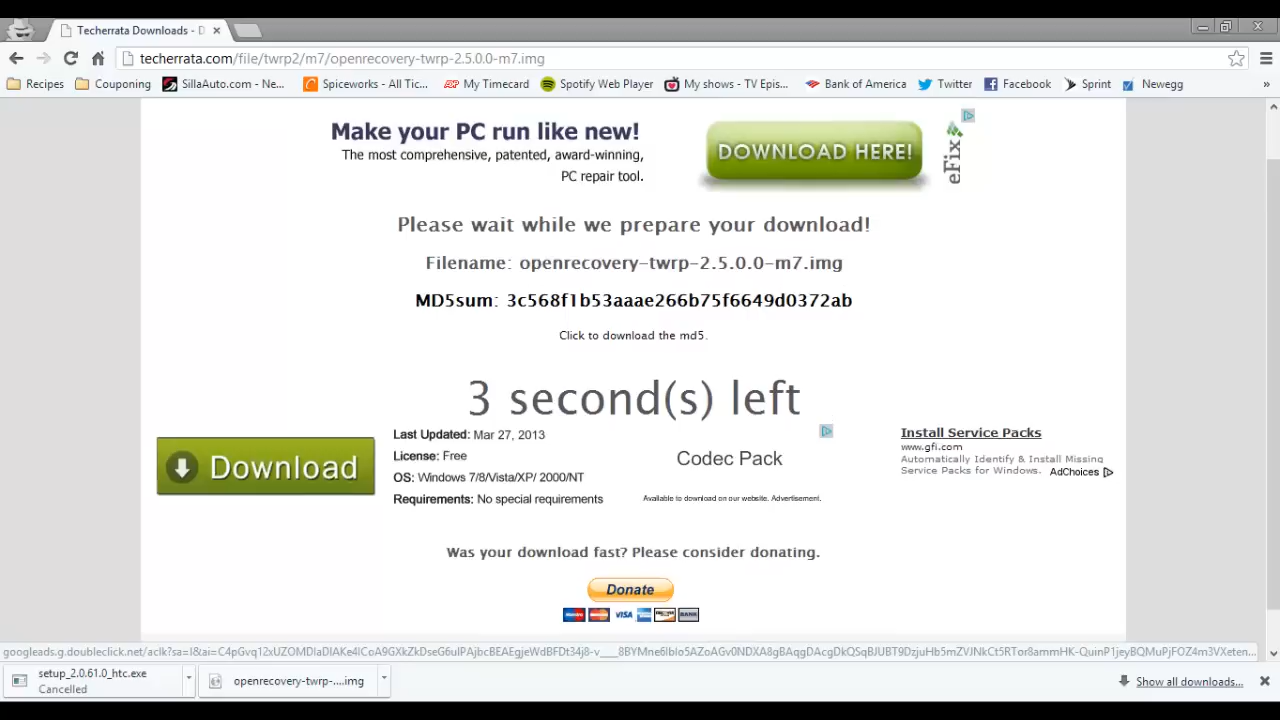 Techerrata Downloads - D
techerrata.com/file/twrp2/m7/openrecovery-twrp-2.5.0.0-m7.img
Recipes Couponing SillaAuto.com - Ne... Spiceworks - All Tic... My Timecard Spotify Web Player My shows - TV Epis... Bank of America Twitter Facebook Sprint Newegg »
Make your PC run like new!
The most comprehensive, patented, award-winning,
PC repair tool.
DOWNLOAD HERE!
eFix
Please wait while we prepare your download!
Filename: openrecovery-twrp-2.5.0.0-m7.img
MD5sum: 3c568f1b53aaae266b75f6649d0372ab
Click to download the md5.
3 second(s) left
Download
Last Updated: Mar 27, 2013
License: Free
OS: Windows 7/8/Vista/XP/ 2000/NT
Requirements: No special requirements
Codec Pack
Available to download on our website. Advertisement.
Install Service Packs
www.gfi.com
Automatically Identify & Install Missing
Service Packs for Windows. AdChoices
Was your download fast? Please consider donating.
Donate
VISA
BANK
setup_2.0.61.0_htc.exe
Cancelled
openrecovery-twrp-....img
Show all downloads...